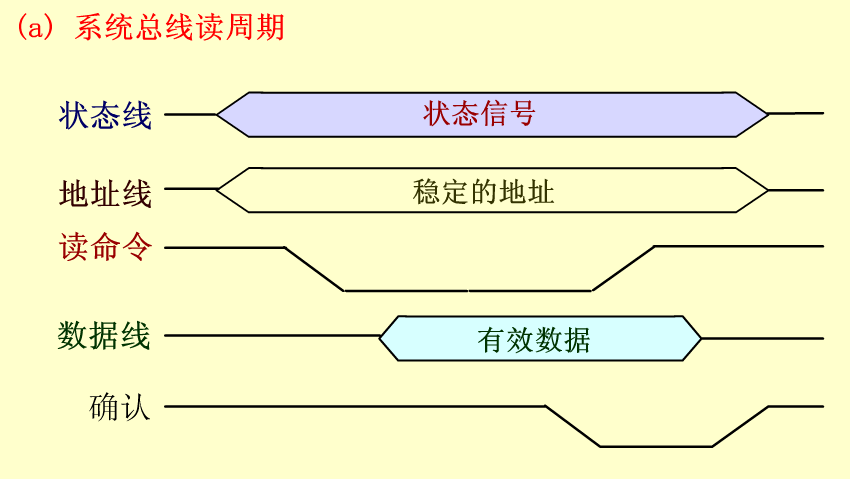 (a) 系统总线读周期
状态线 状态信号
地址线 稳定的地址
读命令
数据线 有效数据
确认